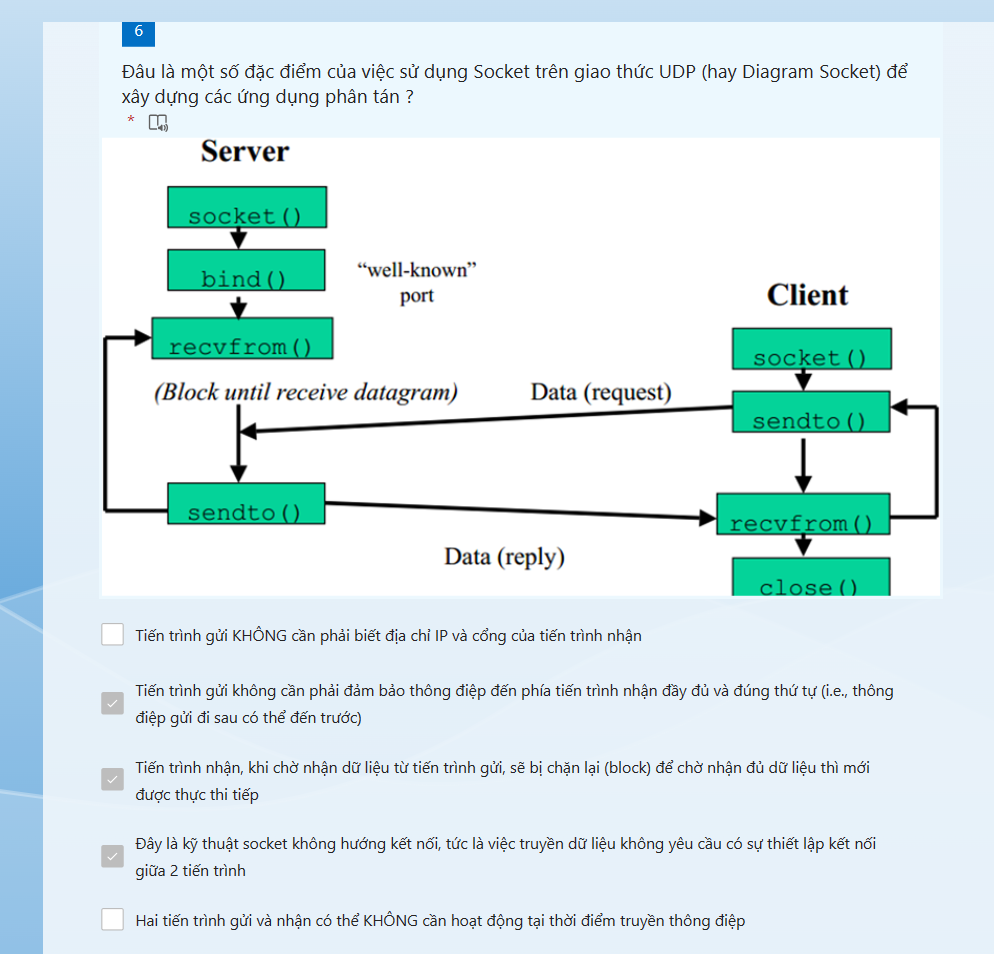 6
Đâu là một số đặc điểm của việc sử dụng Socket trên giao thức UDP (hay Diagram Socket) để
xây dựng các ứng dụng phân tán ?
*
Server
socket()
bind()
"well-known"
port
Client
recvfrom()
socket()
(Block until receive datagram)
Data (request)
sendto()
sendto()
recvfrom()
Data (reply)
close()
Tiến trình gửi KHÔNG cần phải biết địa chỉ IP và cổng của tiến trình nhận
Tiến trình gửi không cần phải đảm bảo thông điệp đến phía tiến trình nhận đầy đủ và đúng thứ tự (i.e., thông
điệp gửi đi sau có thể đến trước)
Tiến trình nhận, khi chờ nhận dữ liệu từ tiến trình gửi, sẽ bị chặn lại (block) để chờ nhận đủ dữ liệu thì mới
được thực thi tiếp
Đây là kỹ thuật socket không hướng kết nối, tức là việc truyền dữ liệu không yêu cầu có sự thiết lập kết nối
giữa 2 tiến trình
Hai tiến trình gửi và nhận có thể KHÔNG cần hoạt động tại thời điểm truyền thông điệp